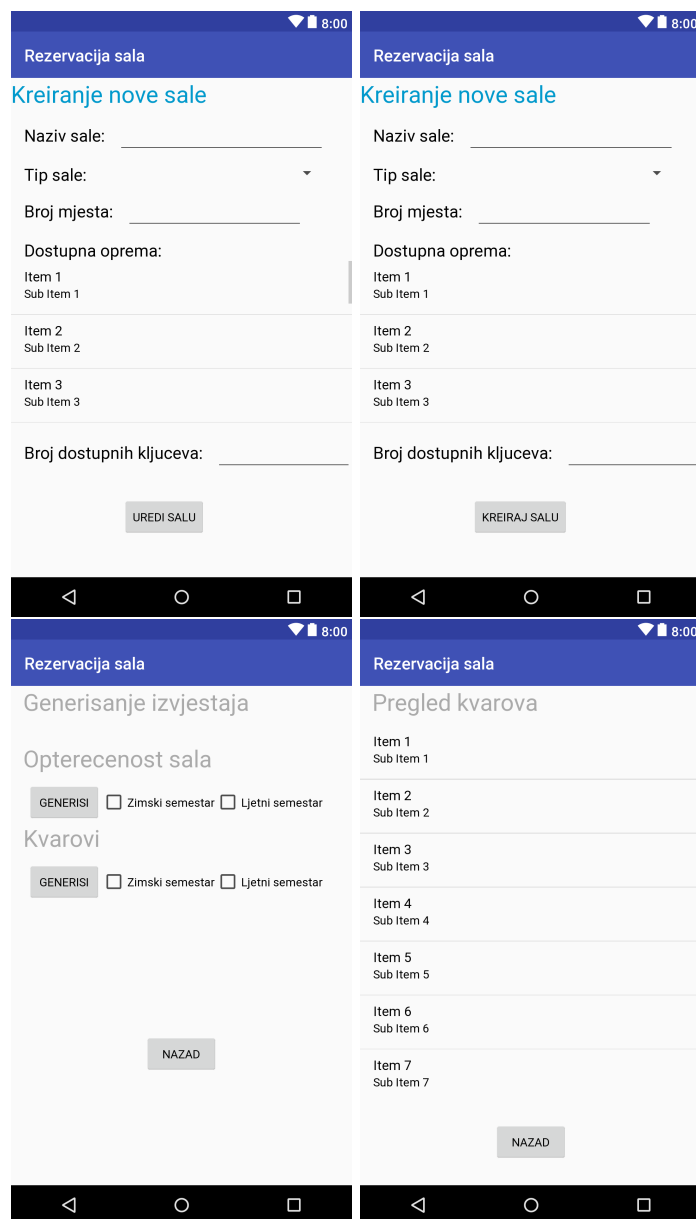 8:00
Rezervacija sala
Kreiranje nove sale
Naziv sale:
Tip sale:
Broj mjesta:
Dostupna oprema:
Item 1
Sub Item 1
Item 2
Sub Item 2
Item 3
Sub Item 3
Broj dostupnih kljuceva:
UREDI SALU
8:00
Rezervacija sala
Kreiranje nove sale
Naziv sale:
Tip sale:
Broj mjesta:
Dostupna oprema:
Item 1
Sub Item 1
Item 2
Sub Item 2
Item 3
Sub Item 3
Broj dostupnih kljuceva:
KREIRAJ SALU
8:00
Rezervacija sala
Generisanje izvjestaja
Opterecenost sala
GENERISI Zimski semestar Ljetni semestar
Kvarovi
GENERISI Zimski semestar Ljetni semestar
NAZAD
8:00
Rezervacija sala
Pregled kvarova
Item 1
Sub Item 1
Item 2
Sub Item 2
Item 3
Sub Item 3
Item 4
Sub Item 4
Item 5
Sub Item 5
Item 6
Sub Item 6
Item 7
Sub Item 7
NAZAD